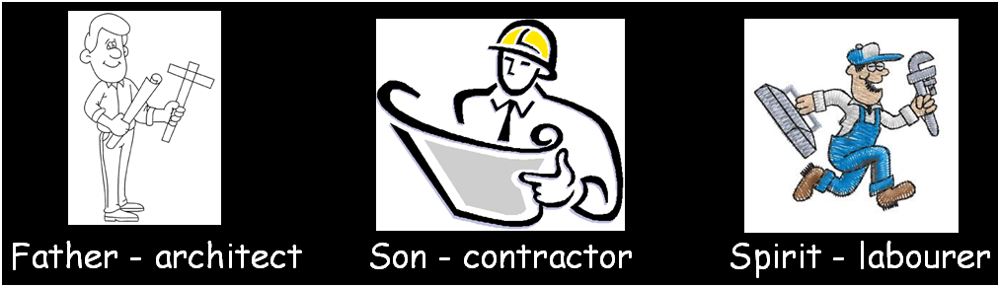 Father - architect
Son - contractor
Spirit - labourer